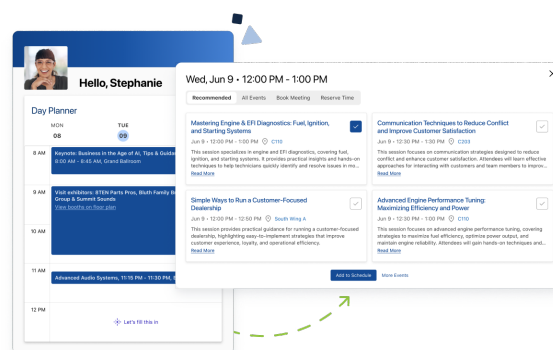 Hello, Stephanie
Day Planner
MON
TUE
08
09
8 AM
Keynote: Business in the Age of AI, Tips &
8:00 AM - 8:45 AM, Grand Ballroom
9 AM
Visit exhibitors: STEN Parts Pros, Bluth Family
Group & Summit Sounds
View booths on floor plan
10 AM
11 AM
Advanced Audio Systems, 11:15 PM - 11:30 PM,
12 PM
Let's fill this in
Wed, Jun 9 • 12:00 PM - 1:00 PM
Recommended
All Events
Book Meeting
Reserve Time
Mastering Engine & EFI Diagnostics: Fuel, Ignition,
and Starting Systems
Jun 9 • 12:00 PM - 1:00 PM
C110
This session specializes in engine and EFI diagnostics, covering fuel,
ignition, and starting systems. It provides practical insights and hands-on
techniques to help technicians quickly identify and resolve issues in mo...
Read More
Communication Techniques to Reduce Conflict
and Improve Customer Satisfaction
Jun 9 • 12:00 PM - 1:30 PM
C203
This session focuses on communication strategies designed to reduce
conflict and enhance customer satisfaction. Attendees will learn effective
approaches for interacting with customers and team members to improv...
Read More
Simple Ways to Run a Customer-Focused
Dealership
Jun 9 • 12:00 PM - 12:50 PM
South Wing A
This session provides practical guidance for running a customer-focused
dealership, highlighting easy-to-implement strategies that improve
customer experience, loyalty, and operational efficiency.
Read More
Advanced Engine Performance Tuning:
Maximizing Efficiency and Power
Jun 9 • 12:30 PM - 1:00 PM
C110
This session focuses on advanced engine performance tuning, covering
strategies to maximize fuel efficiency, optimize power output, and
maintain engine reliability. Attendees will gain hands-on techniques and...
Read More
Add to Schedule
More Events